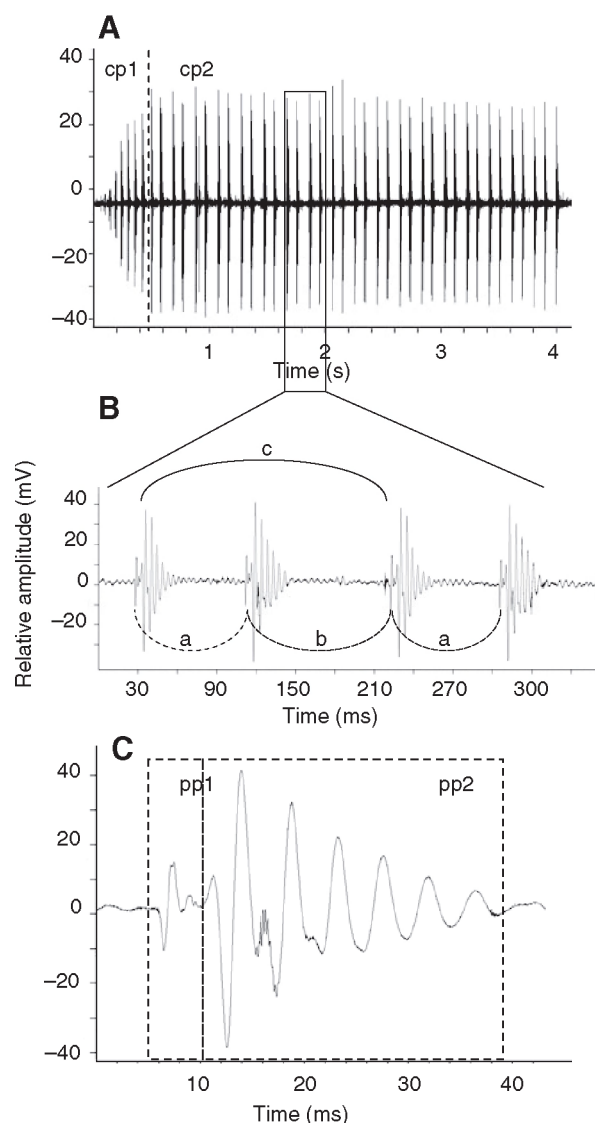 A
cp1 cp2
40
20
0
–20
–40
1 2 3 4
Time (s)
B
c
40
20
0
–20
a b a
30 90 150 210 270 300
Time (ms)
Relative amplitude (mV)
C
pp1 pp2
40
20
0
–20
–40
10 20 30 40
Time (ms)